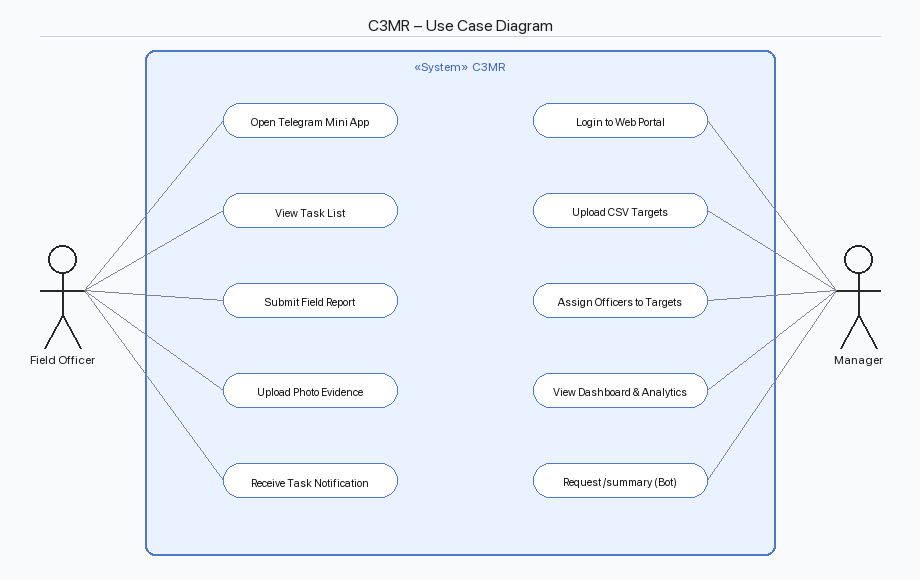 C3MR – Use Case Diagram
«System» C3MR
Open Telegram Mini App
Login to Web Portal
View Task List
Upload CSV Targets
Submit Field Report
Assign Officers to Targets
Field Officer
Manager
Upload Photo Evidence
View Dashboard & Analytics
Receive Task Notification
Request /summary (Bot)